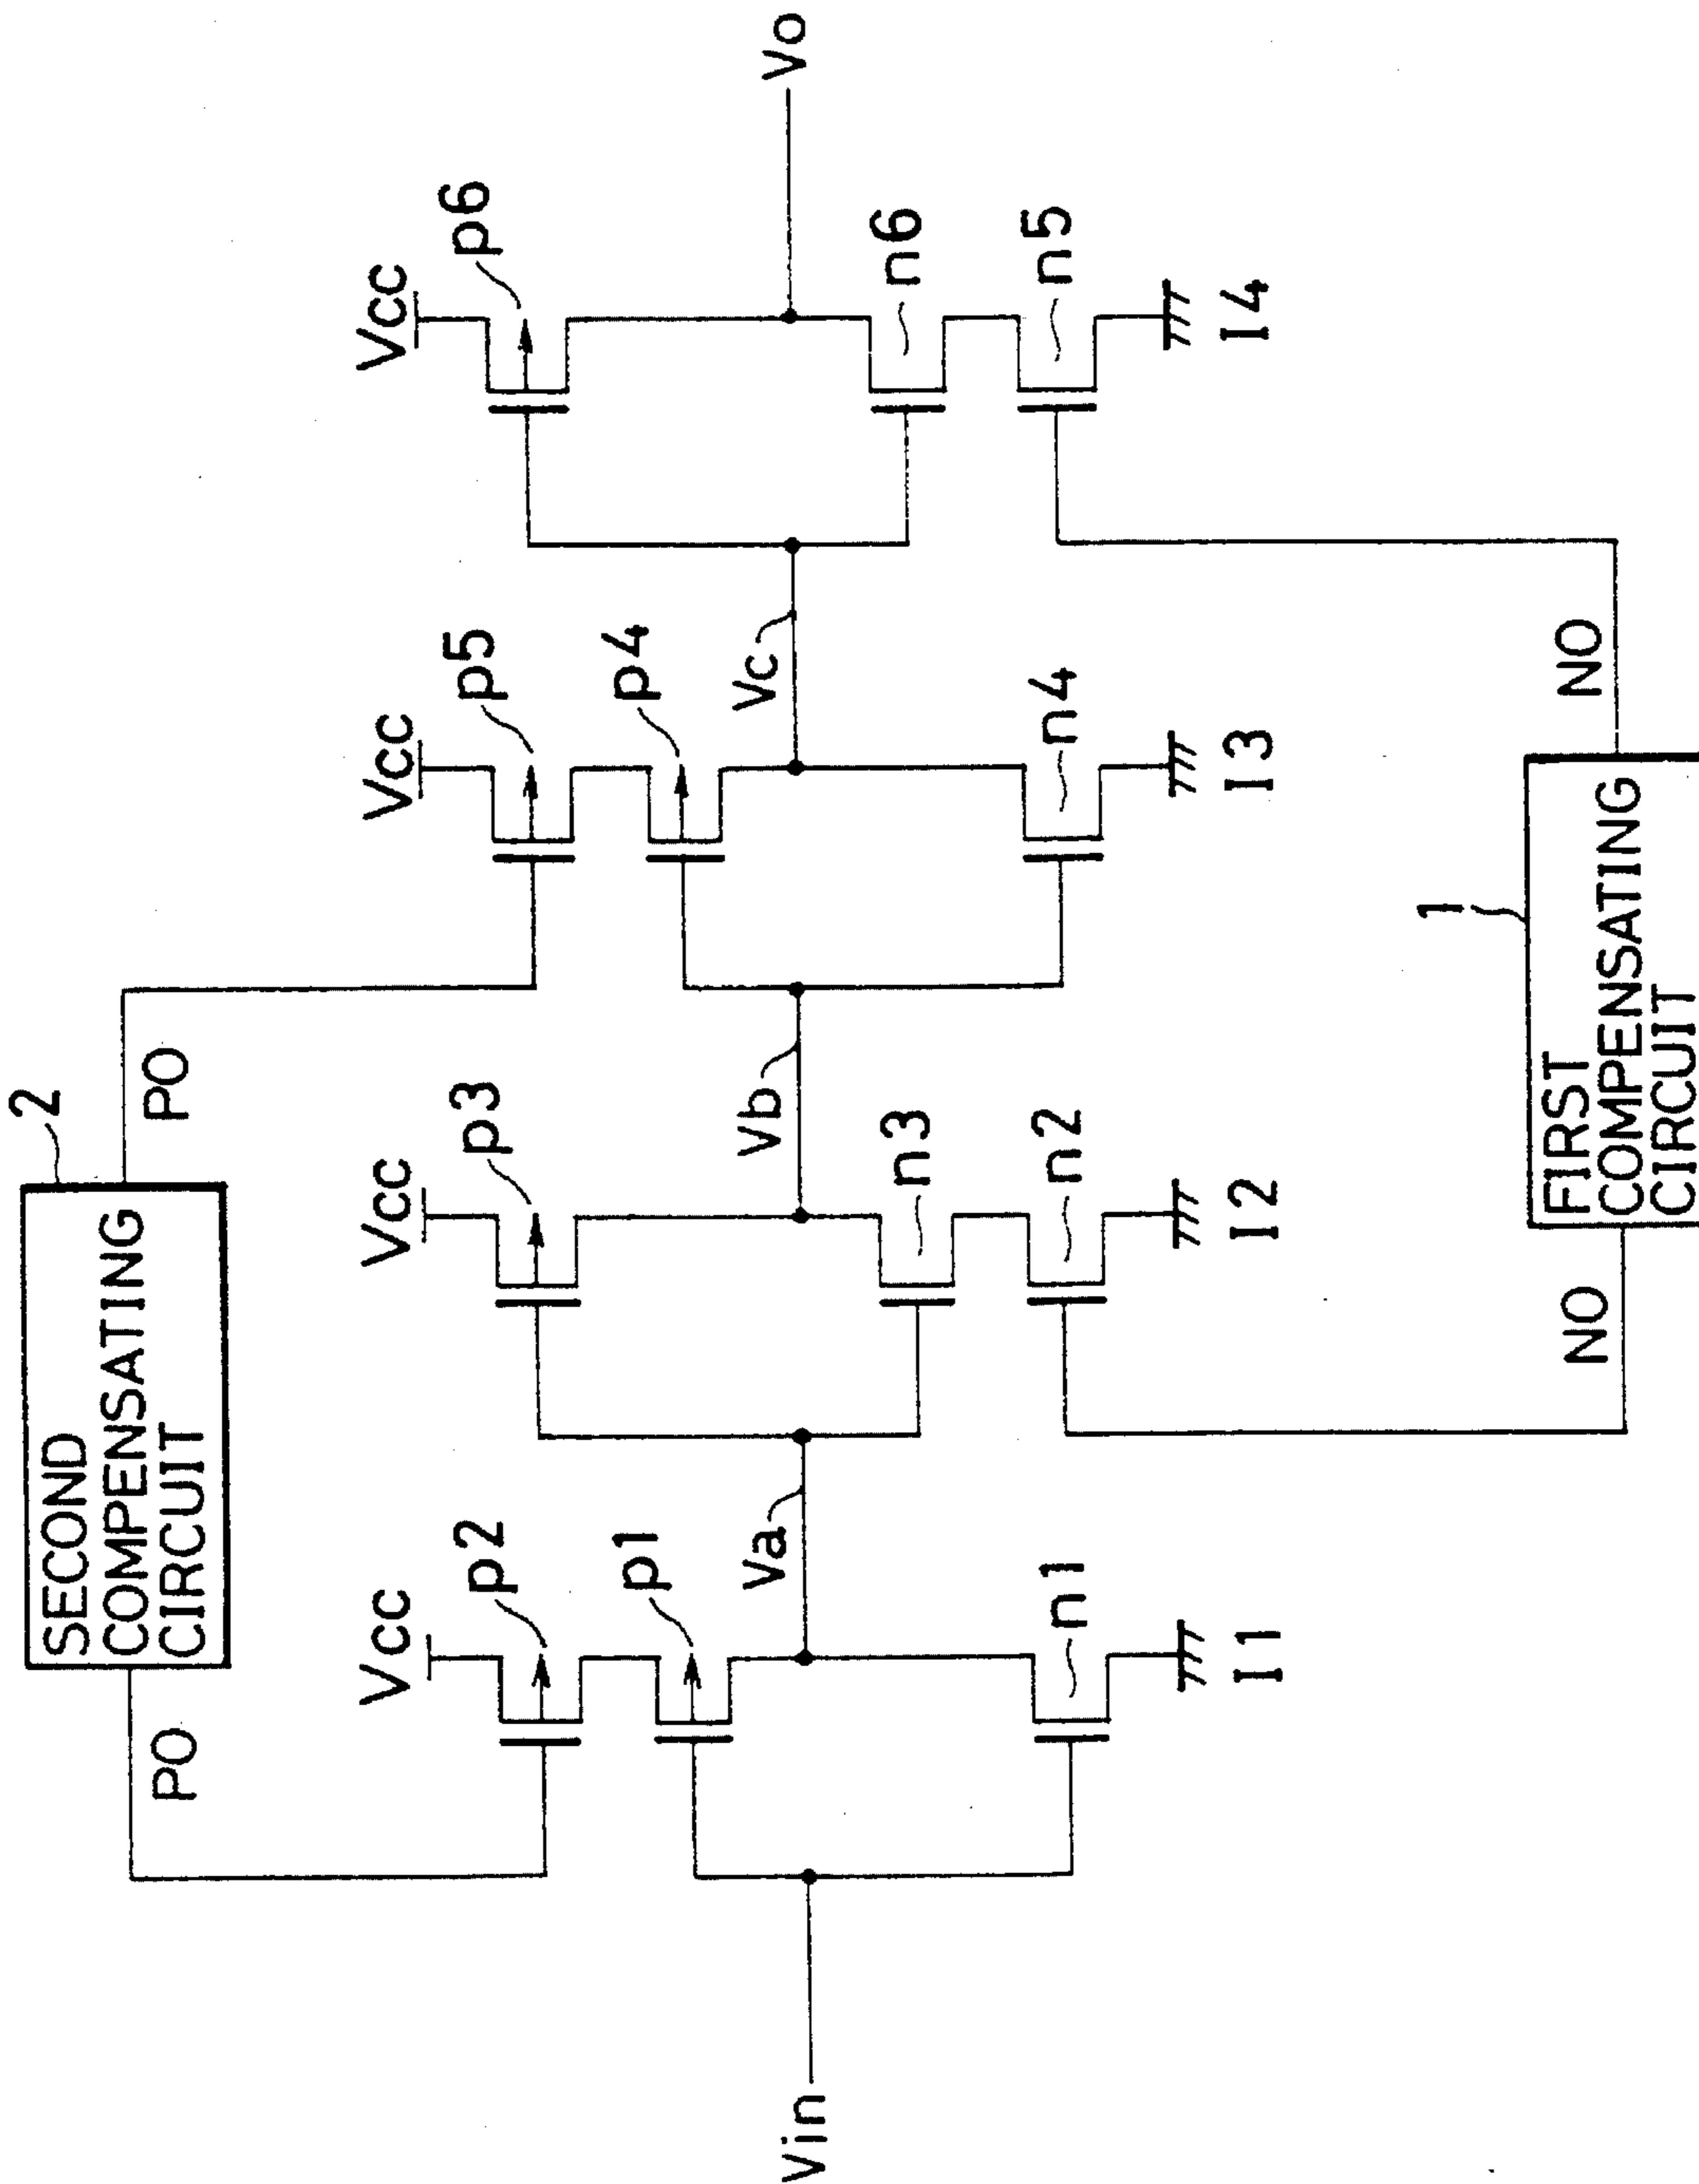 SECOND
COMPENSATING
CIRCUIT
2
PO
PO
Vcc
Vcc
Vcc
Vcc
p2
p3
p5
p6
p1
p4
Vin
Va
Vb
Vc
Vo
n3
n6
n1
n2
n4
n5
I1
I2
I3
I4
NO
NO
1
FIRST
COMPENSATING
CIRCUIT